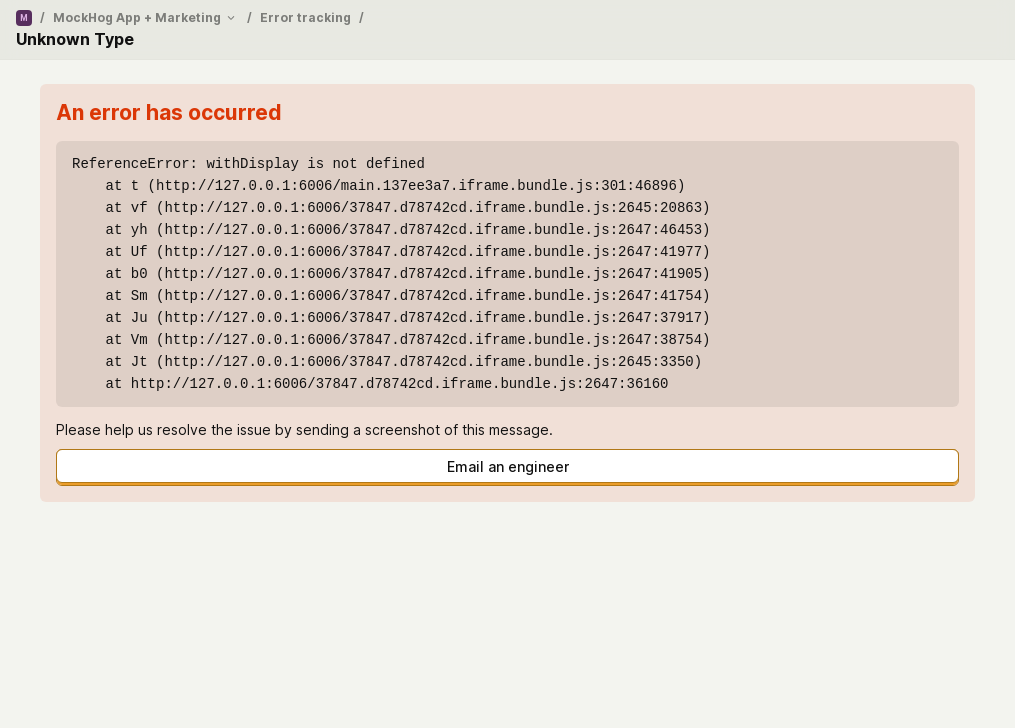 M / MockHog App + Marketing / Error tracking /
Unknown Type
An error has occurred
ReferenceError: withDisplay is not defined
    at t (http://127.0.0.1:6006/main.137ee3a7.iframe.bundle.js:301:46896)
    at vf (http://127.0.0.1:6006/37847.d78742cd.iframe.bundle.js:2645:20863)
    at yh (http://127.0.0.1:6006/37847.d78742cd.iframe.bundle.js:2647:46453)
    at Uf (http://127.0.0.1:6006/37847.d78742cd.iframe.bundle.js:2647:41977)
    at b0 (http://127.0.0.1:6006/37847.d78742cd.iframe.bundle.js:2647:41905)
    at Sm (http://127.0.0.1:6006/37847.d78742cd.iframe.bundle.js:2647:41754)
    at Ju (http://127.0.0.1:6006/37847.d78742cd.iframe.bundle.js:2647:37917)
    at Vm (http://127.0.0.1:6006/37847.d78742cd.iframe.bundle.js:2647:38754)
    at Jt (http://127.0.0.1:6006/37847.d78742cd.iframe.bundle.js:2645:3350)
    at http://127.0.0.1:6006/37847.d78742cd.iframe.bundle.js:2647:36160
Please help us resolve the issue by sending a screenshot of this message.
Email an engineer